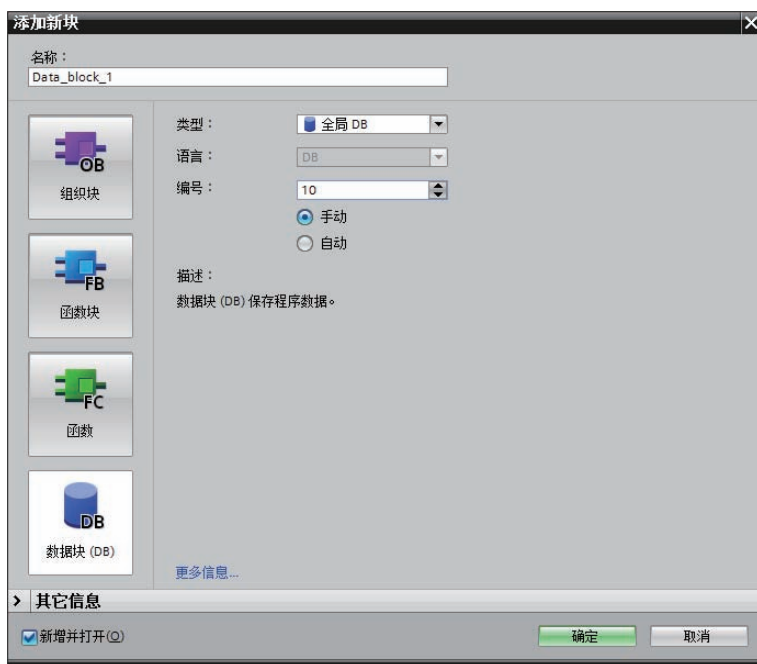 添加新块
名称：
Data_block_1
OB
组织块
FB
函数块
FC
函数
DB
数据块 (DB)
类型： 全局 DB
语言： DB
编号： 10
手动
自动
描述：
数据块 (DB) 保存程序数据。
更多信息...
> 其它信息
新增并打开(O)
确定 取消